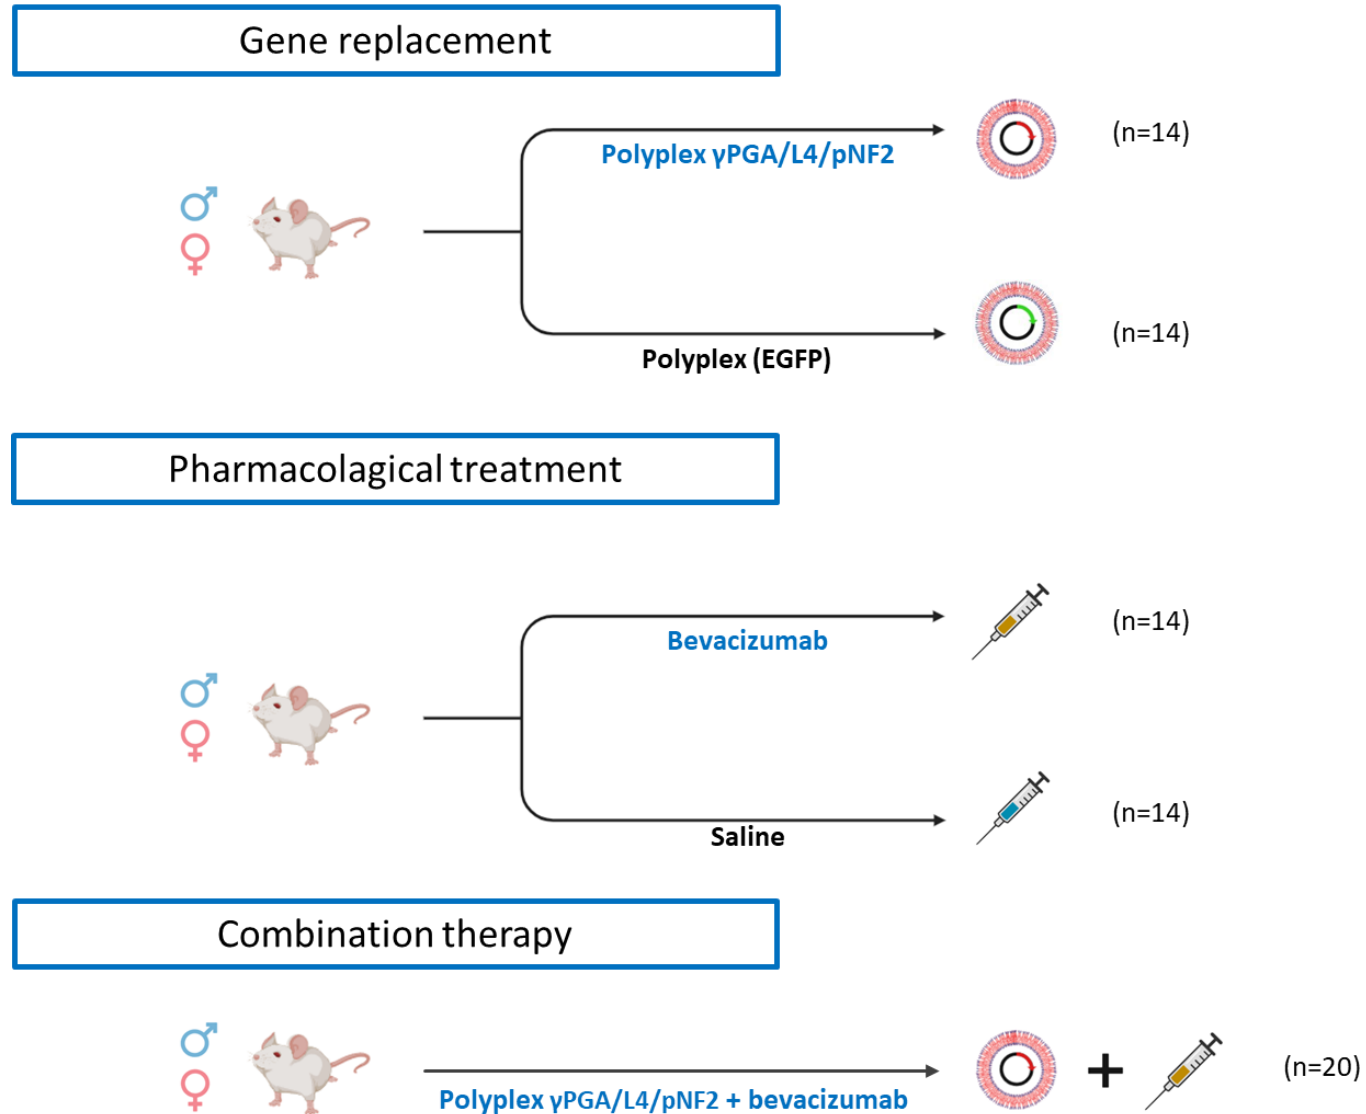 Gene replacement
Polyplex γPGA/L4/pNF2
(n=14)
Polyplex (EGFP)
(n=14)
Pharmacolagical treatment
Bevacizumab
(n=14)
Saline
(n=14)
Combination therapy
Polyplex γPGA/L4/pNF2 + bevacizumab
+
(n=20)